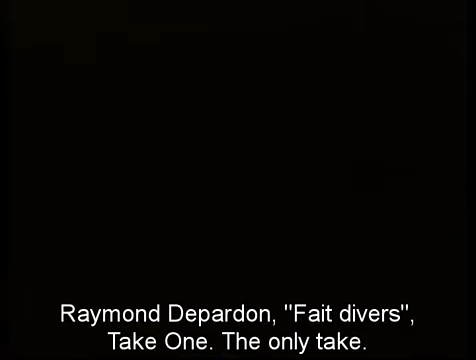 Raymond Depardon, "Fait divers",
Take One. The only take.